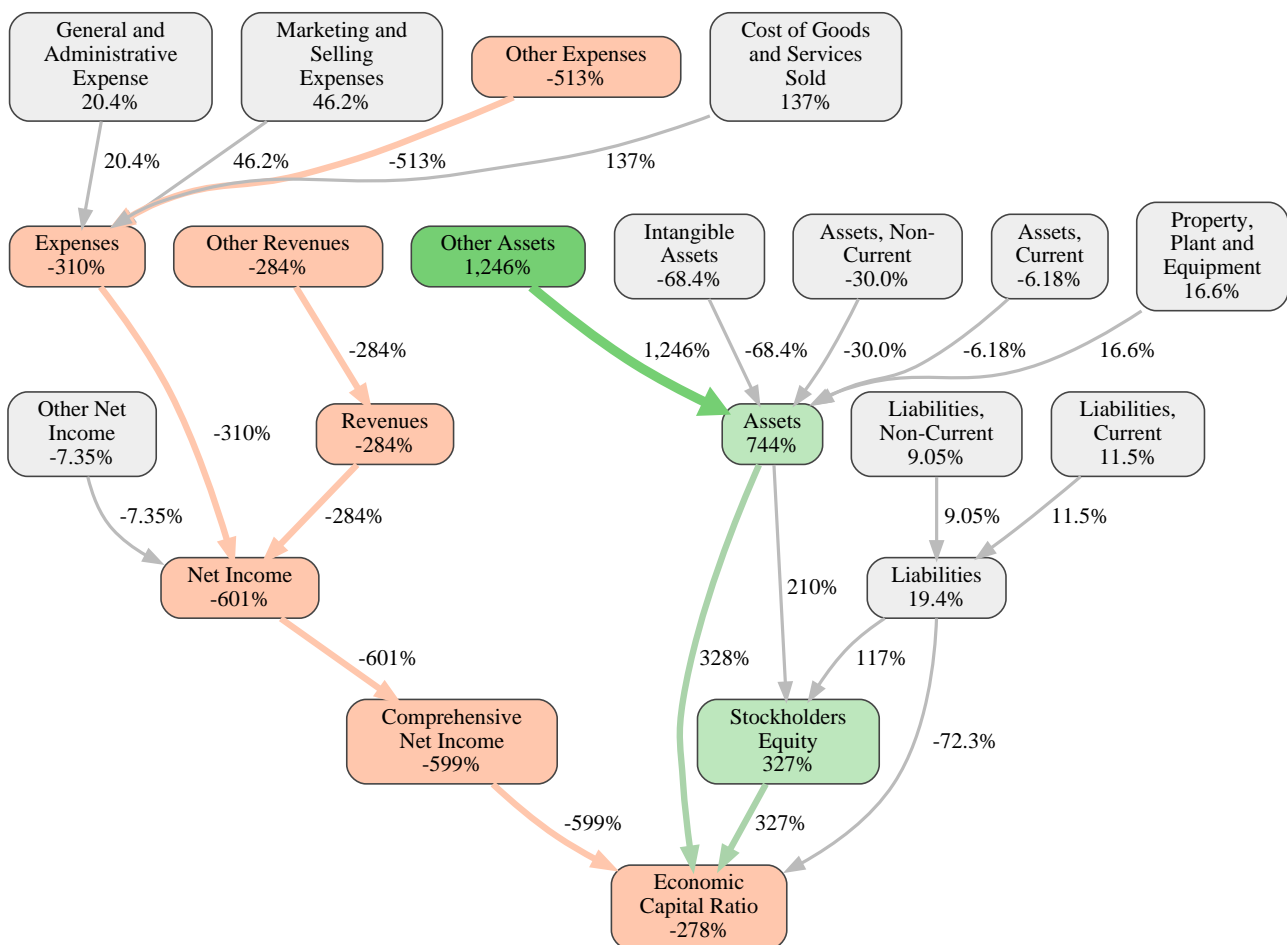 General and
Administrative
Expense
20.4%
Marketing and
Selling
Expenses
46.2%
Other Expenses
-513%
Cost of Goods
and Services
Sold
137%
20.4%
46.2%
-513%
137%
Expenses
-310%
Other Revenues
-284%
Other Assets
1,246%
Intangible
Assets
-68.4%
Assets, Non-
Current
-30.0%
Assets,
Current
-6.18%
Property,
Plant and
Equipment
16.6%
-284%
1,246%
-68.4%
-30.0%
-6.18%
16.6%
Other Net
Income
-7.35%
-310%
Revenues
-284%
Assets
744%
Liabilities,
Non-Current
9.05%
Liabilities,
Current
11.5%
-7.35%
-284%
9.05%
11.5%
Net Income
-601%
210%
Liabilities
19.4%
-601%
328%
117%
Comprehensive
Net Income
-599%
Stockholders
Equity
327%
-72.3%
-599%
327%
Economic
Capital Ratio
-278%